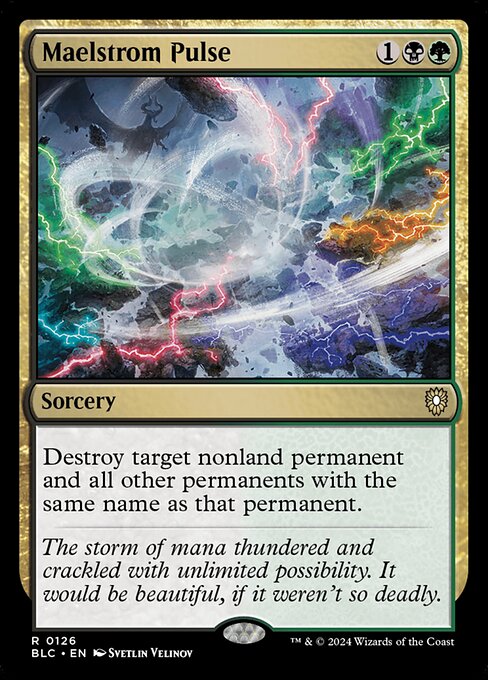 Maelstrom Pulse 1
Sorcery
Destroy target nonland permanent
and all other permanents with the
same name as that permanent.
The storm of mana thundered and
crackled with unlimited possibility. It
would be beautiful, if it weren't so deadly.
R 0126
BLC • EN Svetlin Velinov
™ & © 2024 Wizards of the Coast